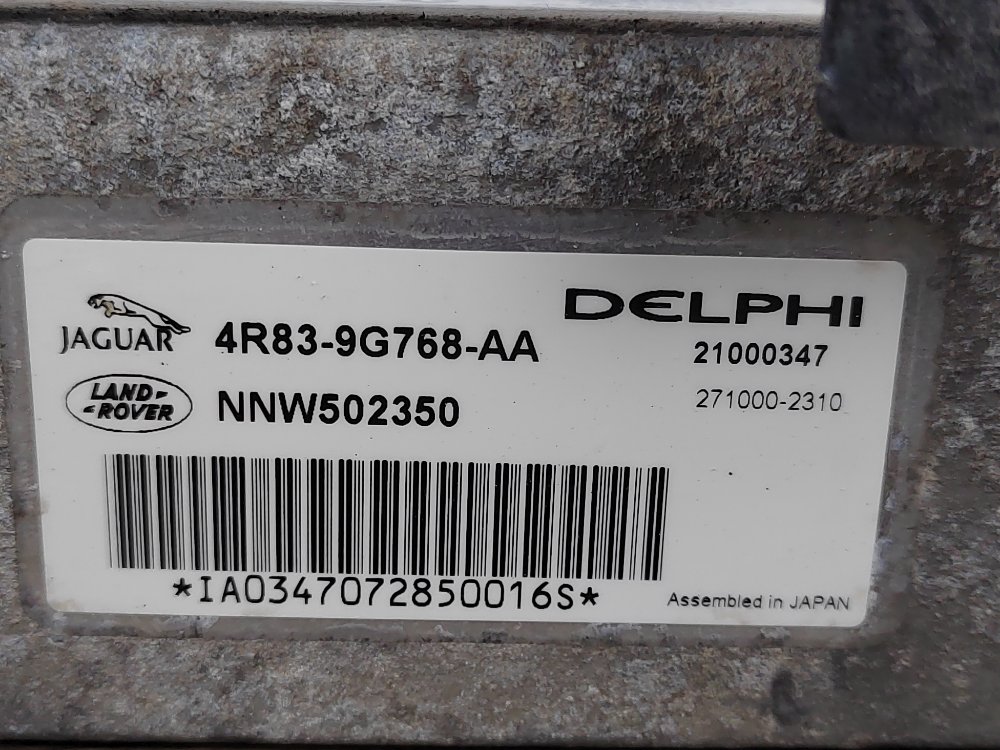 JAGUAR 4R83-9G768-AA
LAND-
-ROVER
NNW502350
DELPHI
21000347
271000-2310
*IA0347072850016S*
Assembled in JAPAN